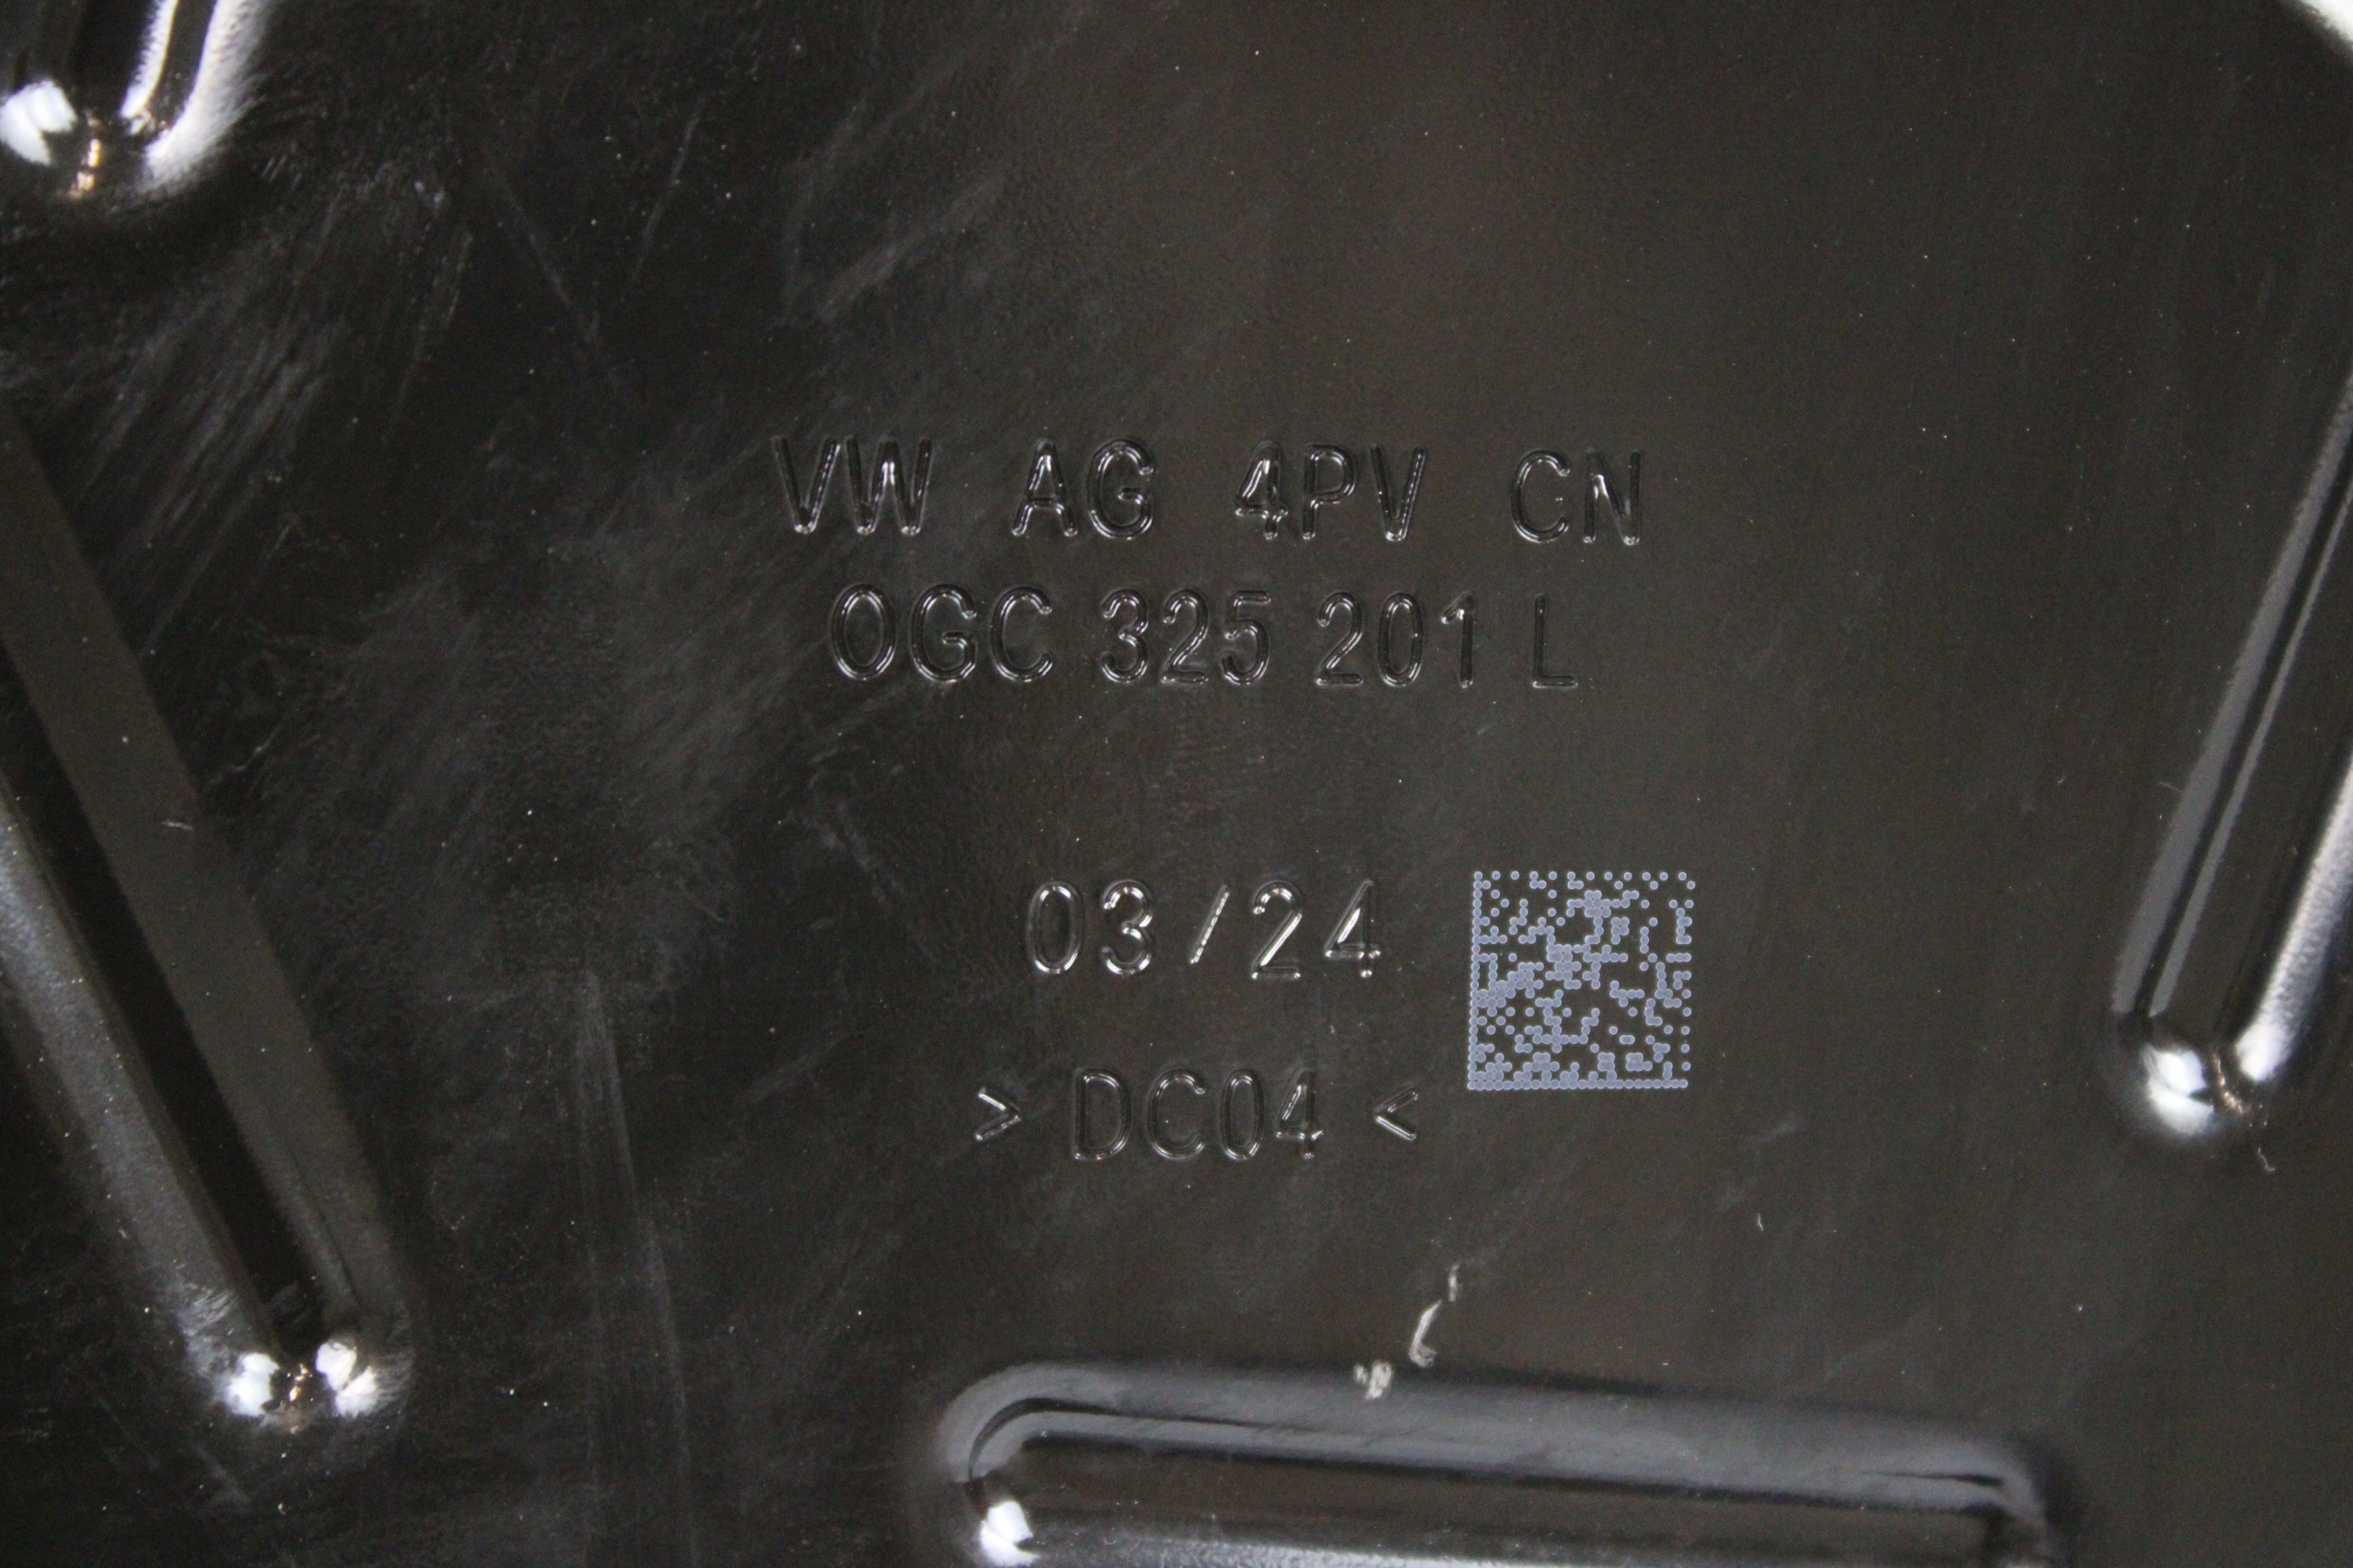 VW AG 4PV CN
0GC 325 201 L
03/24
> DC04 <